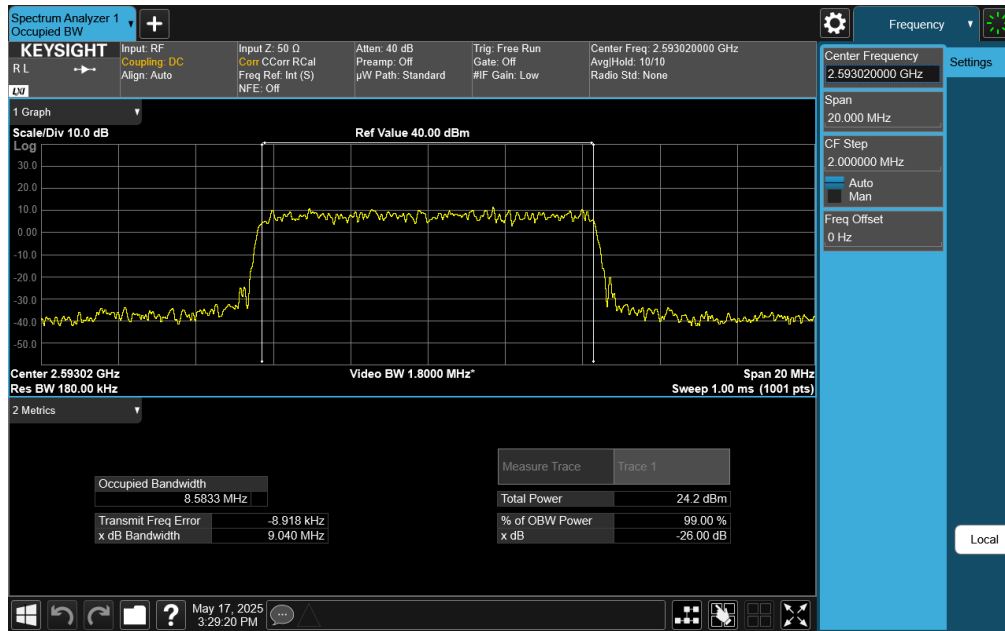 Spectrum Analyzer 1
Occupied BW
Frequency
KEYSIGHT
R L
LXI
Input: RF
Coupling: DC
Align: Auto
Input Z: 50 Ω
Corr CCorr RCal
Freq Ref: Int (S)
NFE: Off
Atten: 40 dB
Preamp: Off
µW Path: Standard
Trig: Free Run
Gate: Off
#IF Gain: Low
Center Freq: 2.593020000 GHz
Avg|Hold: 10/10
Radio Std: None
Center Frequency
2.593020000 GHz
Settings
Span
20.000 MHz
CF Step
2.000000 MHz
Auto
Man
Freq Offset
0 Hz
Local
1 Graph
Scale/Div 10.0 dB
Ref Value 40.00 dBm
Log
30.0
20.0
10.0
0.00
-10.0
-20.0
-30.0
-40.0
-50.0
Center 2.59302 GHz
Video BW 1.8000 MHz*
Span 20 MHz
Res BW 180.00 kHz
Sweep 1.00 ms (1001 pts)
2 Metrics
Measure Trace
Trace 1
Occupied Bandwidth
8.5833 MHz
Total Power
24.2 dBm
Transmit Freq Error
-8.918 kHz
% of OBW Power
99.00 %
x dB Bandwidth
9.040 MHz
x dB
-26.00 dB
May 17, 2025
3:29:20 PM